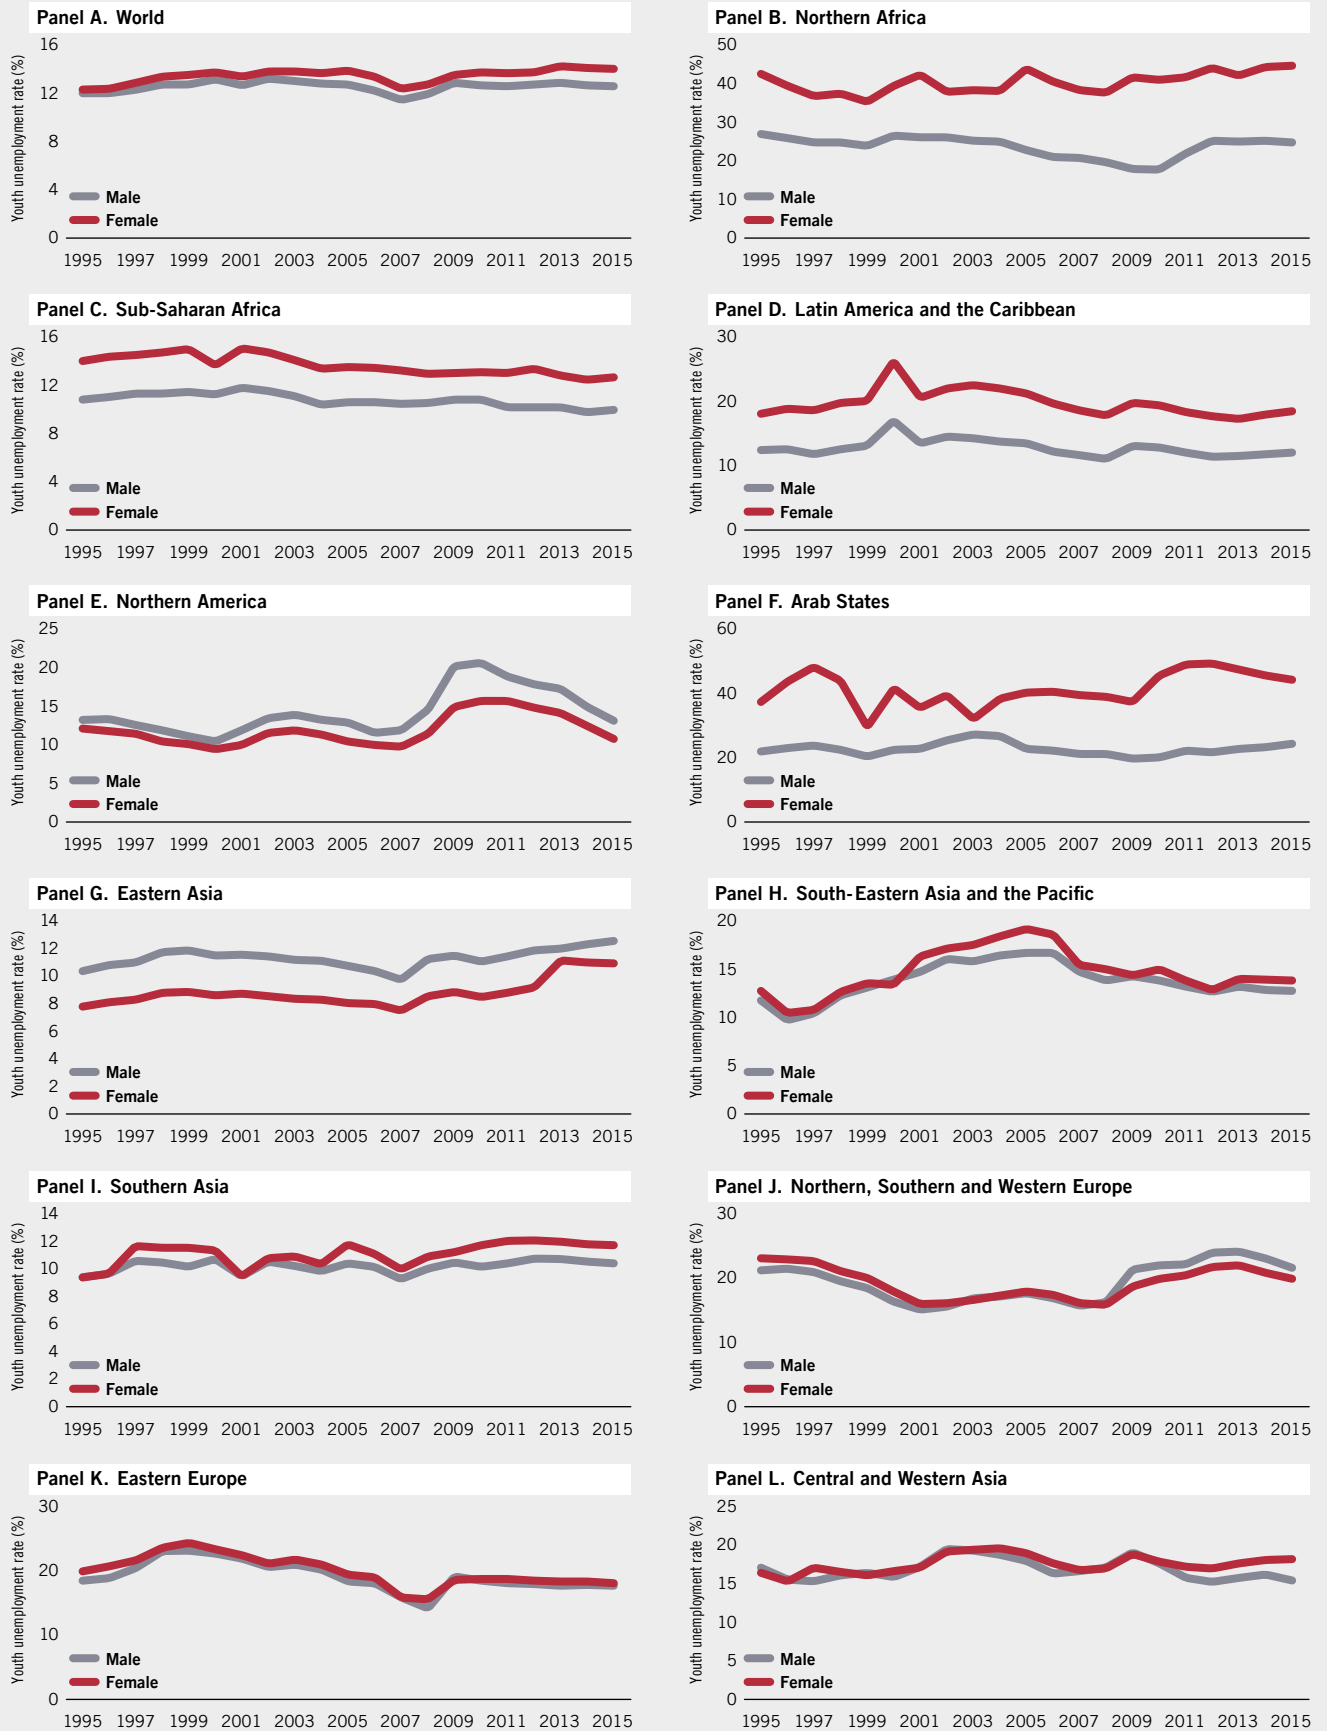 Panel A. World
Youth unemployment rate (%)
16
12
8
4
0
Male
Female
1995 1997 1999 2001 2003 2005 2007 2009 2011 2013 2015
Panel B. Northern Africa
Youth unemployment rate (%)
50
40
30
20
10
0
Male
Female
1995 1997 1999 2001 2003 2005 2007 2009 2011 2013 2015
Panel C. Sub-Saharan Africa
Youth unemployment rate (%)
16
12
8
4
0
Male
Female
1995 1997 1999 2001 2003 2005 2007 2009 2011 2013 2015
Panel D. Latin America and the Caribbean
Youth unemployment rate (%)
30
20
10
0
Male
Female
1995 1997 1999 2001 2003 2005 2007 2009 2011 2013 2015
Panel E. Northern America
Youth unemployment rate (%)
25
20
15
10
5
0
Male
Female
1995 1997 1999 2001 2003 2005 2007 2009 2011 2013 2015
Panel F. Arab States
Youth unemployment rate (%)
60
40
20
0
Male
Female
1995 1997 1999 2001 2003 2005 2007 2009 2011 2013 2015
Panel G. Eastern Asia
Youth unemployment rate (%)
14
12
10
8
6
4
2
0
Male
Female
1995 1997 1999 2001 2003 2005 2007 2009 2011 2013 2015
Panel H. South-Eastern Asia and the Pacific
Youth unemployment rate (%)
20
15
10
5
0
Male
Female
1995 1997 1999 2001 2003 2005 2007 2009 2011 2013 2015
Panel I. Southern Asia
Youth unemployment rate (%)
14
12
10
8
6
4
2
0
Male
Female
1995 1997 1999 2001 2003 2005 2007 2009 2011 2013 2015
Panel J. Northern, Southern and Western Europe
Youth unemployment rate (%)
30
20
10
0
Male
Female
1995 1997 1999 2001 2003 2005 2007 2009 2011 2013 2015
Panel K. Eastern Europe
Youth unemployment rate (%)
30
20
10
0
Male
Female
1995 1997 1999 2001 2003 2005 2007 2009 2011 2013 2015
Panel L. Central and Western Asia
Youth unemployment rate (%)
25
20
15
10
5
0
Male
Female
1995 1997 1999 2001 2003 2005 2007 2009 2011 2013 2015